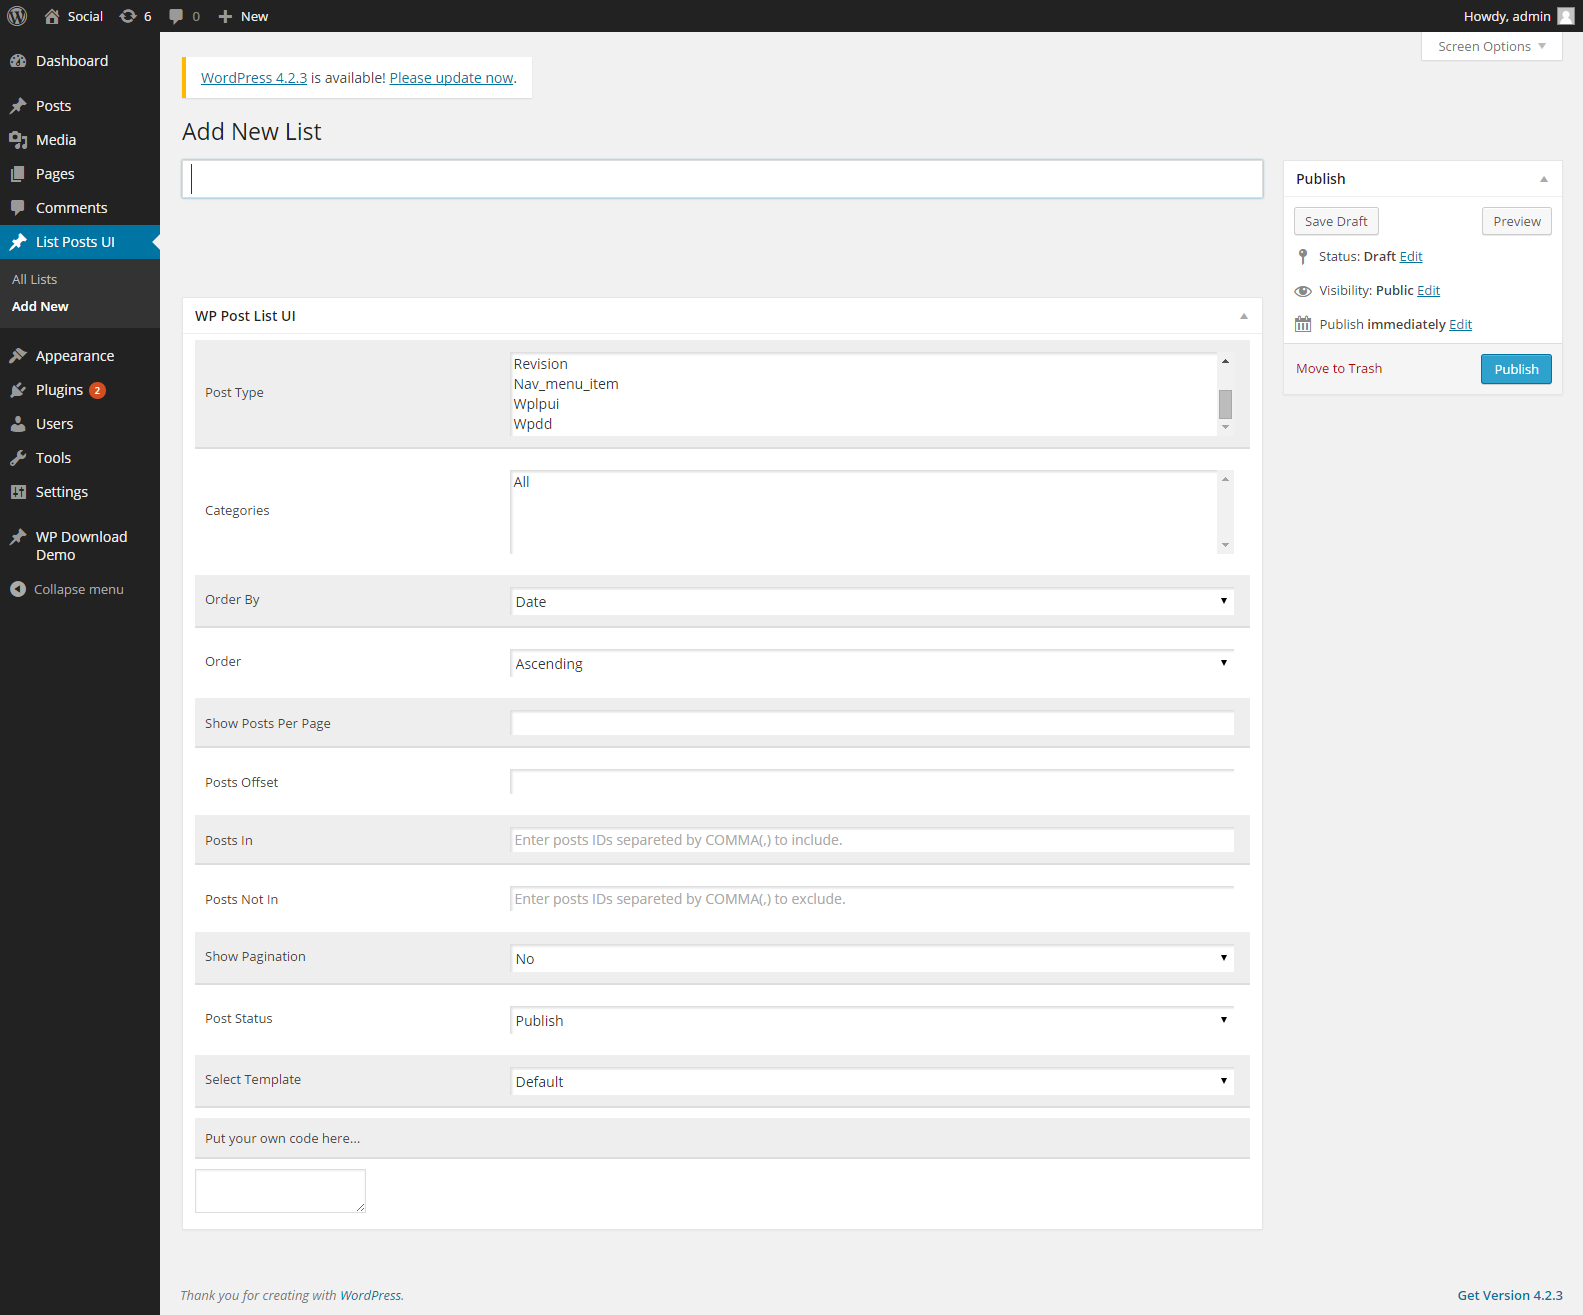 Social 6 0 New Howdy, admin
Screen Options
Dashboard
Posts
Media
Pages
Comments
List Posts UI
All Lists
Add New
Appearance
Plugins 2
Users
Tools
Settings
WP Download
Demo
Collapse menu
WordPress 4.2.3 is available! Please update now.
Add New List
WP Post List UI
Post Type
Revision
Nav_menu_item
Wplpui
Wpdd
Categories
All
Order By Date
Order Ascending
Show Posts Per Page
Posts Offset
Posts In Enter posts IDs separeted by COMMA(,) to include.
Posts Not In Enter posts IDs separeted by COMMA(,) to exclude.
Show Pagination No
Post Status Publish
Select Template Default
Put your own code here...
Publish
Save Draft Preview
Status: Draft Edit
Visibility: Public Edit
Publish immediately Edit
Move to Trash Publish
Thank you for creating with WordPress. Get Version 4.2.3